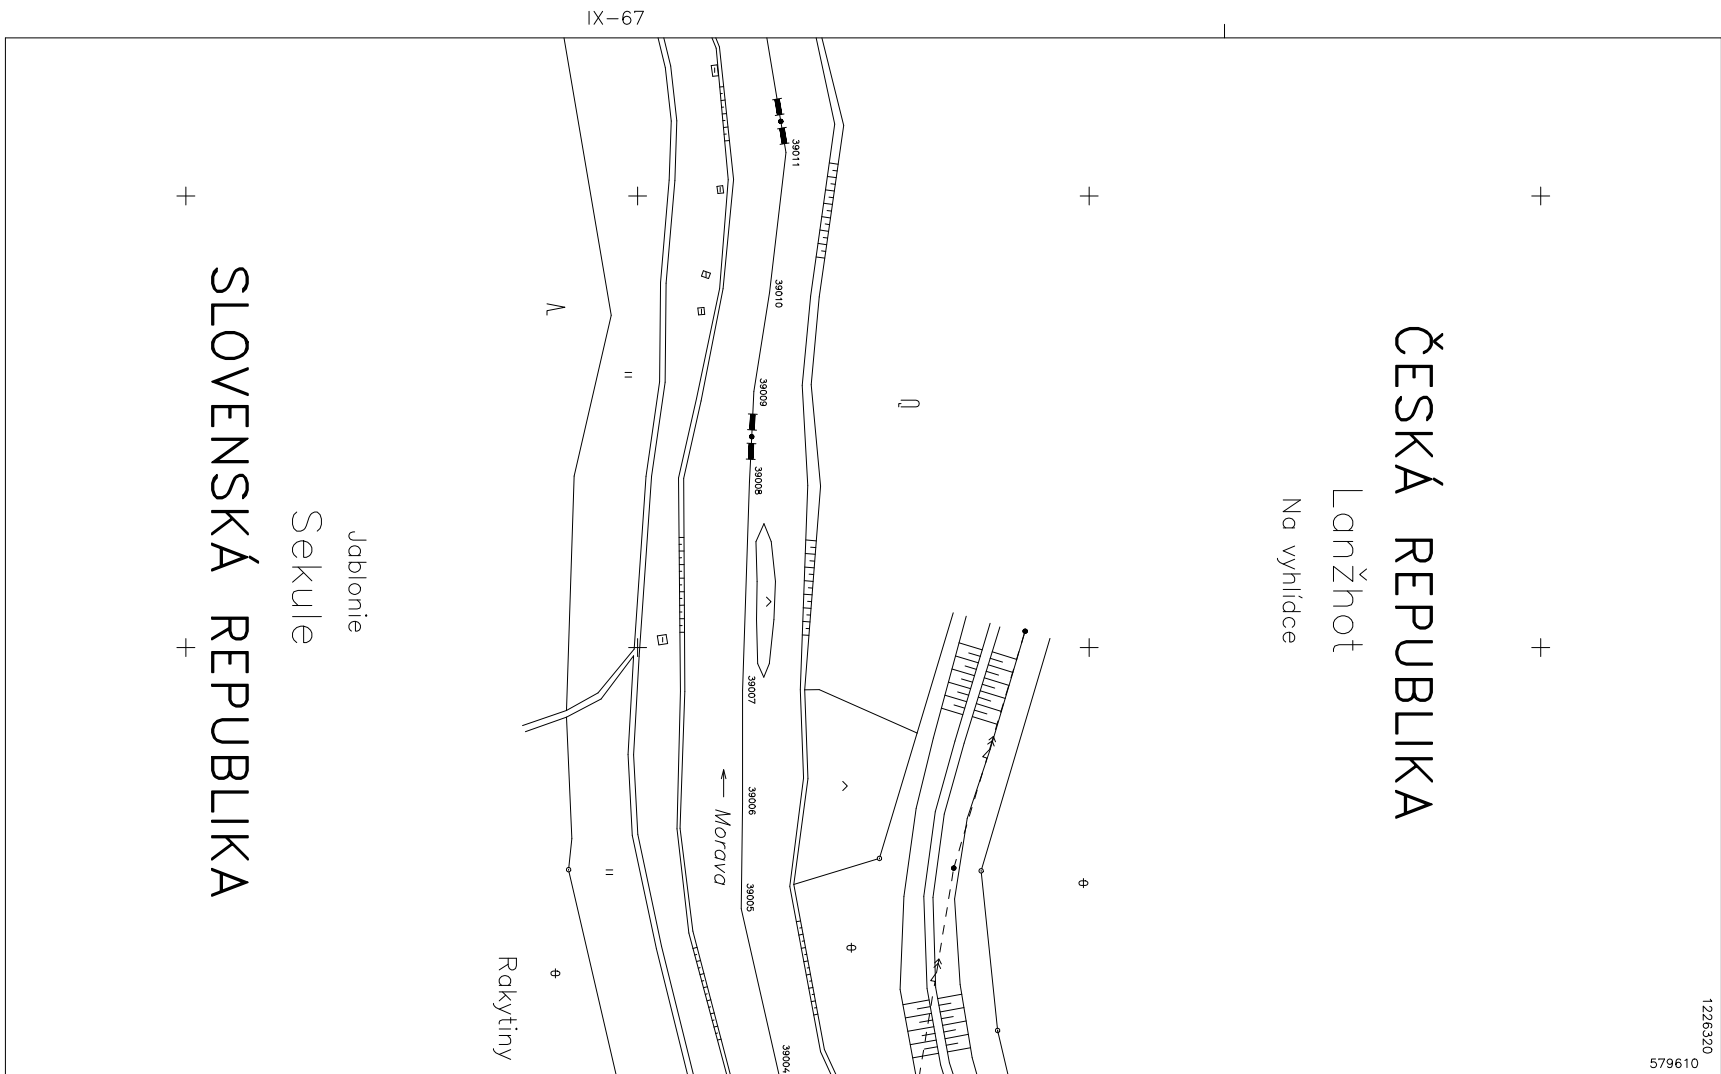 IX-67
39011
39010
39009
39008
39007
39006
39005
39004
← Morava
SLOVENSKÁ REPUBLIKA
Sekule
Jablonie
Rakytiny
ČESKÁ REPUBLIKA
Lanžhot
Na vyhlídce
1226320
579610